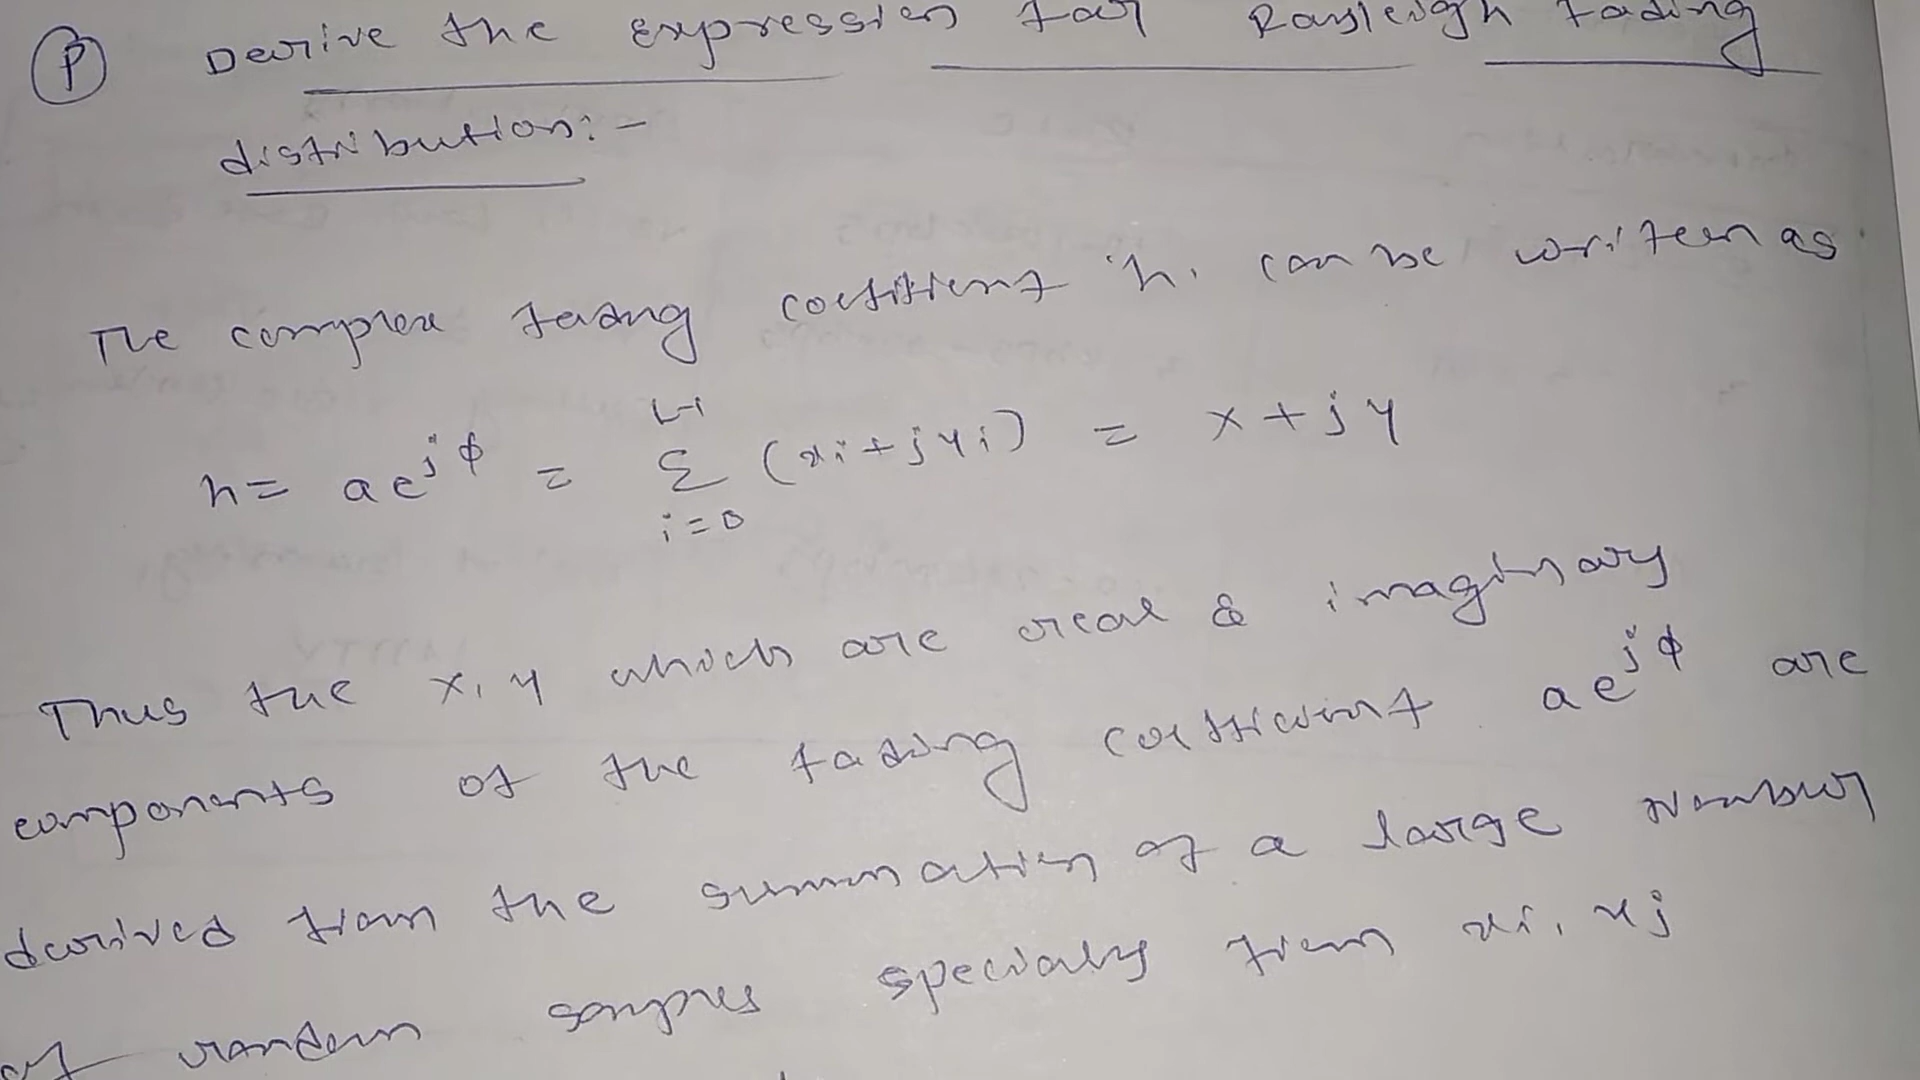 P Derive the expression for Rayleigh fading
distribution:-
The complex fading coefficient 'h' can be written as
L-1
h = ae^jϕ = Σ (xi + jyi) = x + jy
i=0
Thus the x, y which are real & imaginary
components of the fading coefficient ae^jϕ are
derived from the summation of a large number
of random samples specially from xi, xj